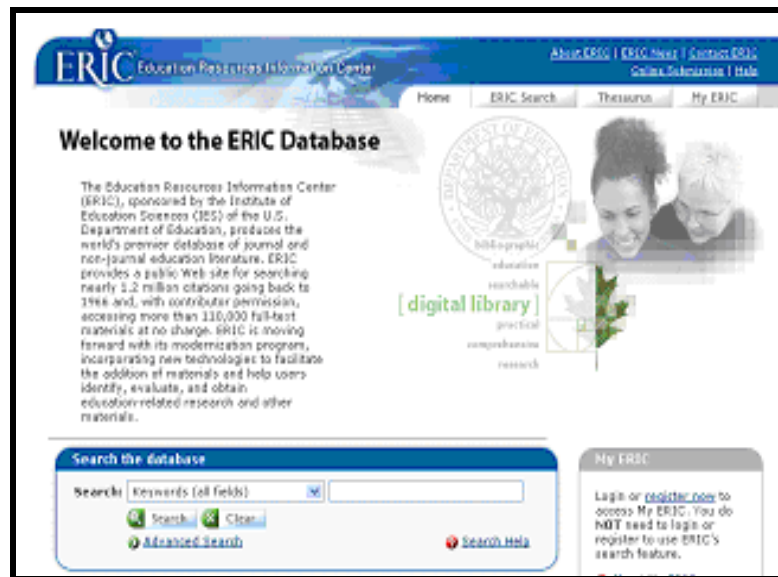 ERIC Education Resources Information Center
About ERIC | ERIC News | Contact ERIC
Online Submission | Help
Home ERIC Search Thesaurus My ERIC
Welcome to the ERIC Database
The Education Resources Information Center
(ERIC), sponsored by the Institute of
Education Sciences (IES) of the U.S.
Department of Education, produces the
world's premier database of journal and
non-journal education literature. ERIC
provides a public Web site for searching
nearly 1.2 million citations going back to
1966 and, with contributor permission,
accessing more than 110,000 full-text
materials at no charge. ERIC is moving
forward with its modernization program,
incorporating new technologies to facilitate
the addition of materials and help users
identify, evaluate, and obtain
education-related research and other
materials.
DEPARTMENT OF EDUCATION
bibliographic
education
searchable
[ digital library ]
practical
comprehensive
research
Search the database
Search: Keywords (all fields)
Search Clear
Advanced Search Search Help
My ERIC
Login or register now to
access My ERIC. You do
NOT need to login or
register to use ERIC's
search feature.